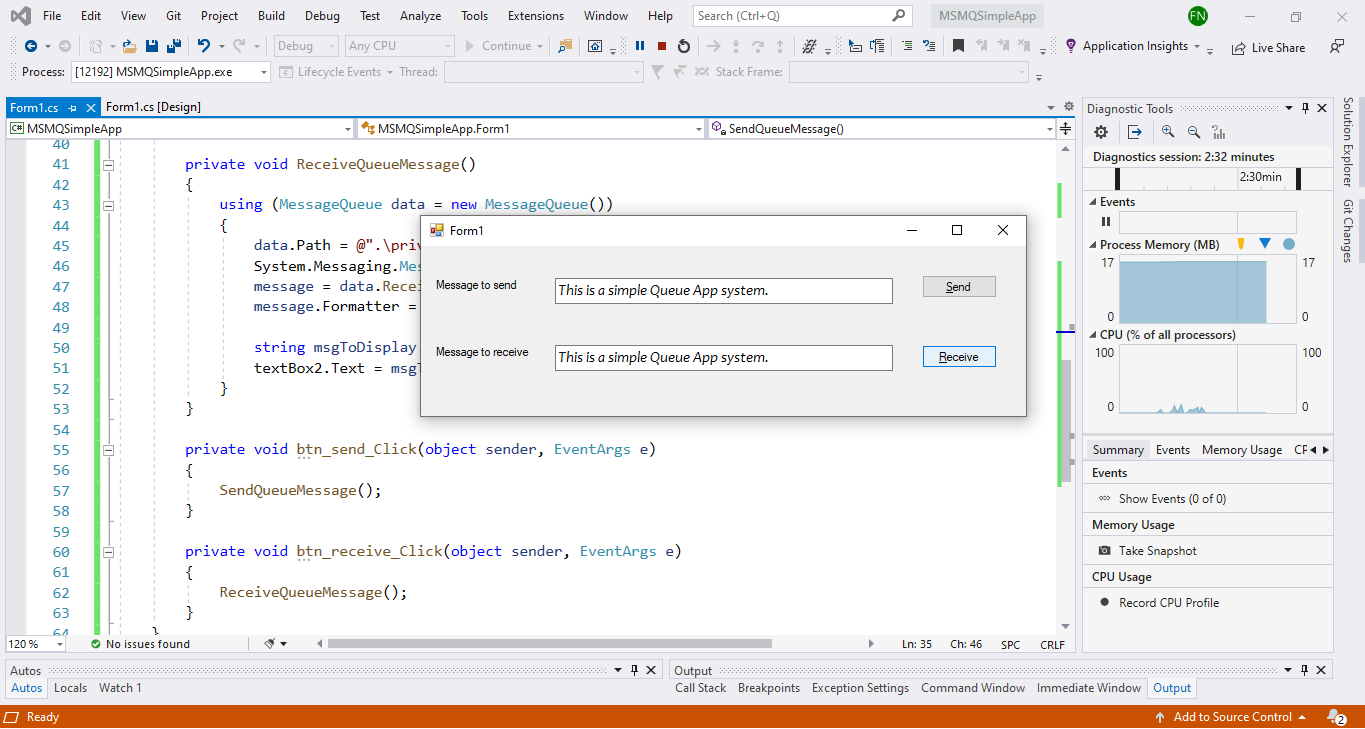 File Edit View Git Project Build Debug Test Analyze Tools Extensions Window Help Search (Ctrl+Q) MSMQSimpleApp FN
Debug Any CPU Continue Application Insights Live Share
Process: [12192] MSMQSimpleApp.exe Lifecycle Events Thread: Stack Frame:
Form1.cs Form1.cs [Design]
C# MSMQSimpleApp MSMQSimpleApp.Form1 SendQueueMessage()
40
41 private void ReceiveQueueMessage()
42 {
43 using (MessageQueue data = new MessageQueue())
44 {
45 data.Path = @".\priv
46 System.Messaging.Mes
47 message = data.Recei
48 message.Formatter =
49
50 string msgToDisplay
51 textBox2.Text = msgT
52 }
53 }
54
55 private void btn_send_Click(object sender, EventArgs e)
56 {
57 SendQueueMessage();
58 }
59
60 private void btn_receive_Click(object sender, EventArgs e)
61 {
62 ReceiveQueueMessage();
63 }
64 }
Form1
Message to send This is a simple Queue App system. Send
Message to receive This is a simple Queue App system. Receive
120 % No issues found Ln: 35 Ch: 46 SPC CRLF
Diagnostic Tools
Diagnostics session: 2:32 minutes
2:30min
Events
Process Memory (MB)
17 17
0 0
CPU (% of all processors)
100 100
0 0
Summary Events Memory Usage CP
Events
Show Events (0 of 0)
Memory Usage
Take Snapshot
CPU Usage
Record CPU Profile
Solution Explorer
Git Changes
Autos
Autos Locals Watch 1
Output
Call Stack Breakpoints Exception Settings Command Window Immediate Window Output
Ready Add to Source Control 2